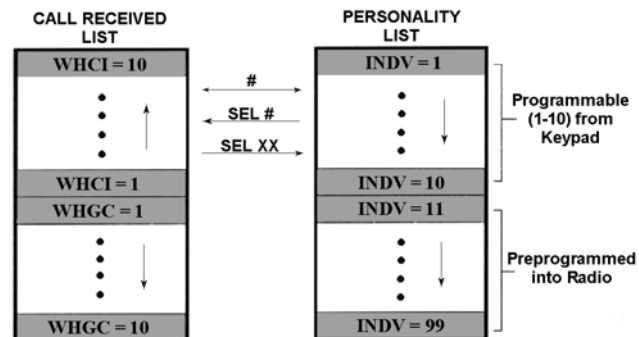 CALL RECEIVED
LIST
WHCI = 10
WHCI = 1
WHGC = 1
WHGC = 10
#
SEL #
SEL XX
PERSONALITY
LIST
INDV = 1
INDV = 10
INDV = 11
INDV = 99
Programmable
(1-10) from
Keypad
Preprogrammed
into Radio